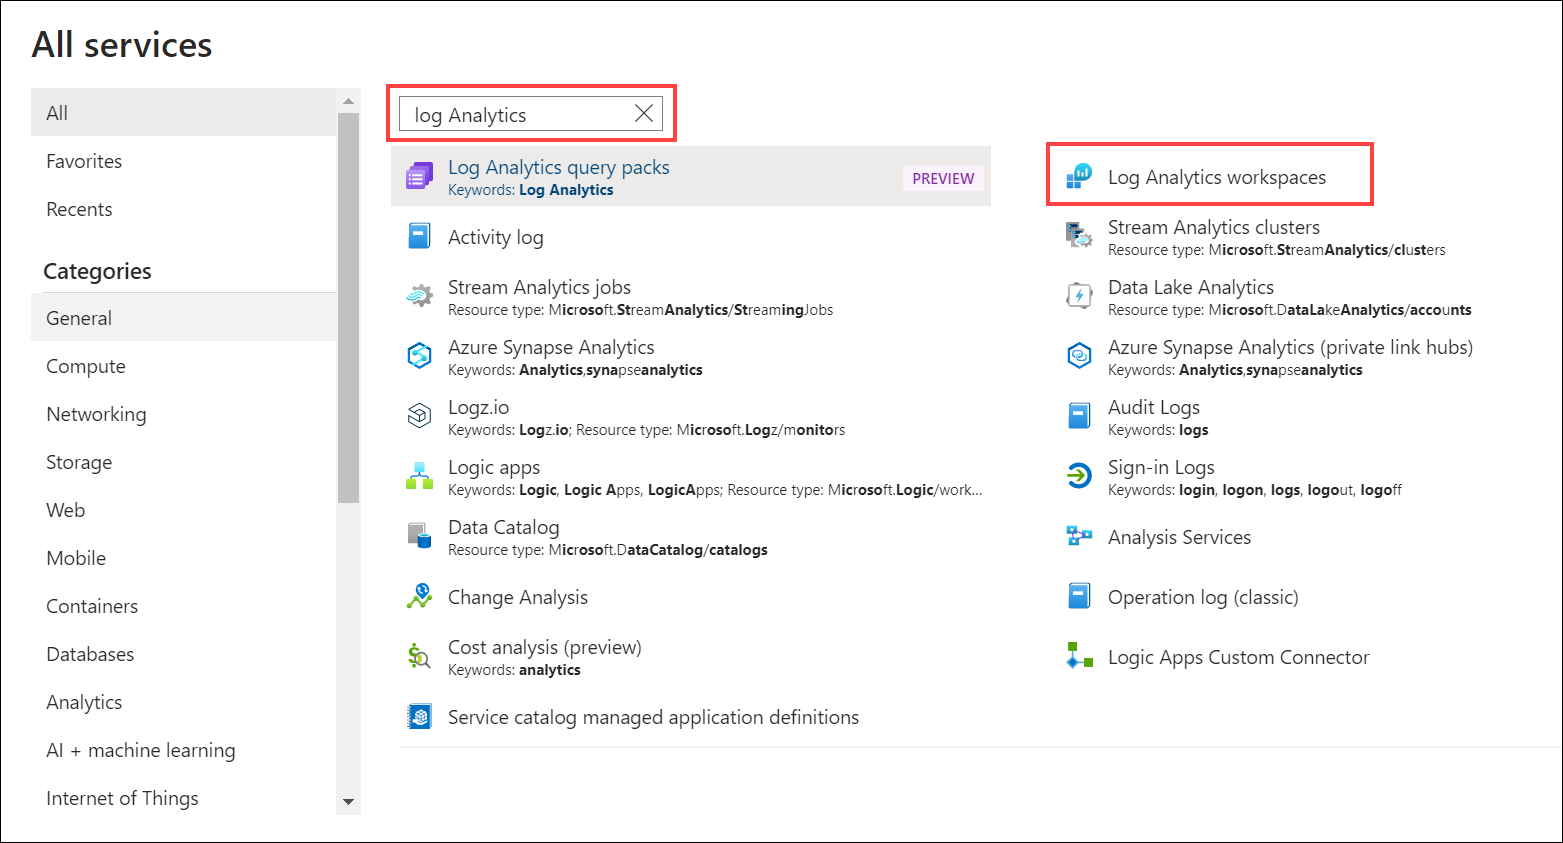 All services
All
Favorites
Recents
Categories
General
Compute
Networking
Storage
Web
Mobile
Containers
Databases
Analytics
AI + machine learning
Internet of Things
log Analytics
Log Analytics query packs
Keywords: Log Analytics
PREVIEW
Activity log
Stream Analytics jobs
Resource type: Microsoft.StreamAnalytics/StreamingJobs
Azure Synapse Analytics
Keywords: Analytics,synapseanalytics
Logz.io
Keywords: Logz.io; Resource type: Microsoft.Logz/monitors
Logic apps
Keywords: Logic, Logic Apps, LogicApps; Resource type: Microsoft.Logic/work...
Data Catalog
Resource type: Microsoft.DataCatalog/catalogs
Change Analysis
Cost analysis (preview)
Keywords: analytics
Service catalog managed application definitions
Log Analytics workspaces
Stream Analytics clusters
Resource type: Microsoft.StreamAnalytics/clusters
Data Lake Analytics
Resource type: Microsoft.DataLakeAnalytics/accounts
Azure Synapse Analytics (private link hubs)
Keywords: Analytics,synapseanalytics
Audit Logs
Keywords: logs
Sign-in Logs
Keywords: login, logon, logs, logout, logoff
Analysis Services
Operation log (classic)
Logic Apps Custom Connector